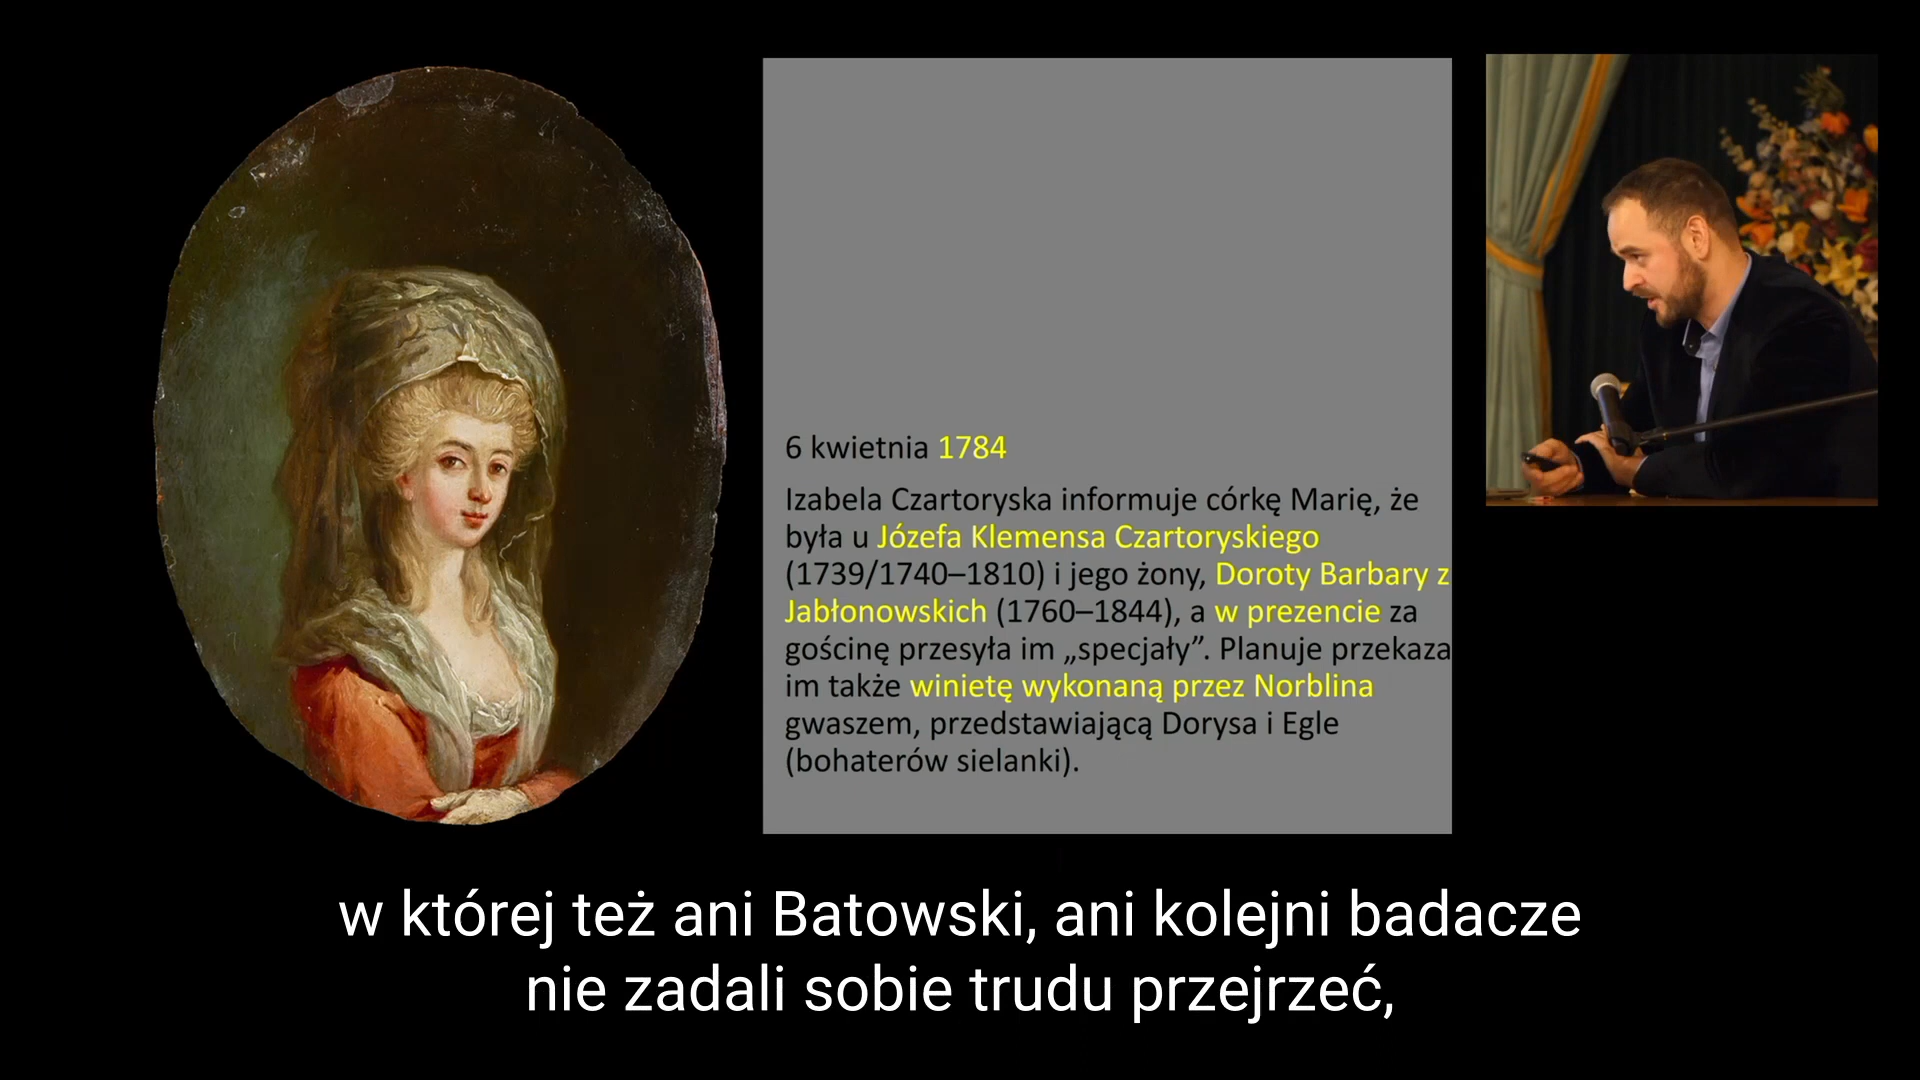 6 kwietnia 1784
Izabela Czartoryska informuje córkę Marię, że
była u Józefa Klemensa Czartoryskiego
(1739/1740–1810) i jego żony, Doroty Barbary z
Jabłonowskich (1760–1844), a w prezencie za
gościnę przesyła im „specjały”. Planuje przekaza
im także winietę wykonaną przez Norblina
gwaszem, przedstawiającą Dorysa i Egle
(bohaterów sielanki).
w której też ani Batowski, ani kolejni badacze
nie zadali sobie trudu przejrzeć,